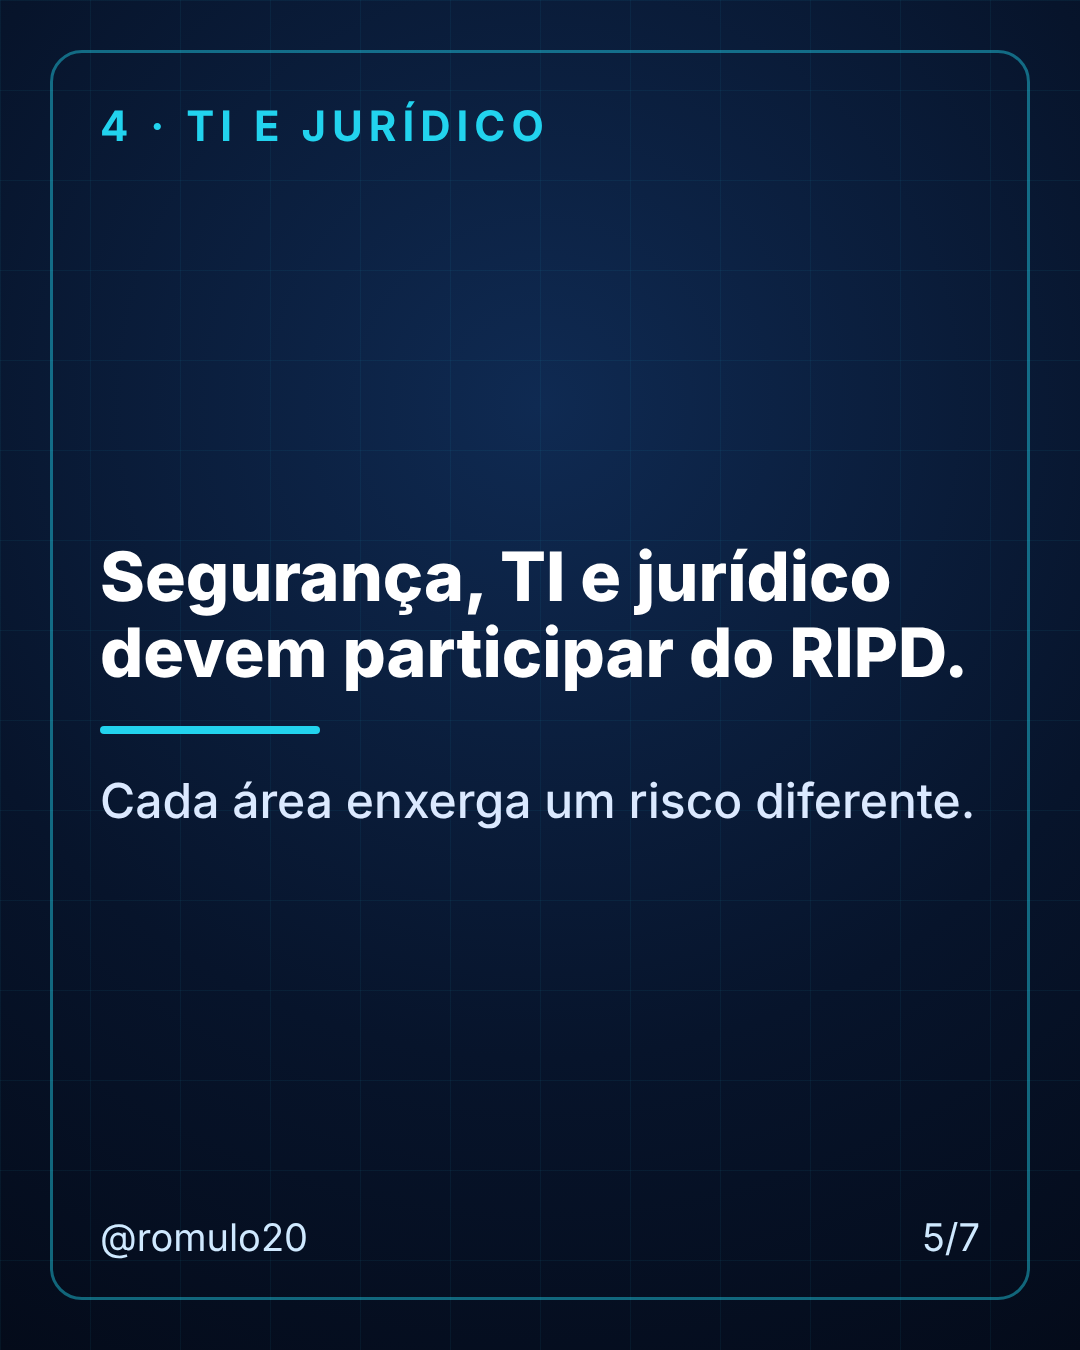 4 · TI E JURÍDICO
Segurança, TI e jurídico
devem participar do RIPD.
Cada área enxerga um risco diferente.
@romulo20
5/7